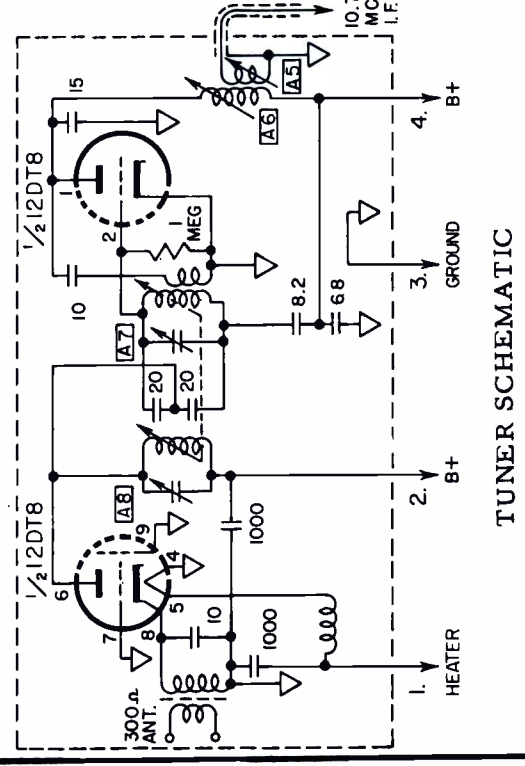 1/2 12DT8
6
7
8
9
4
5
300Ω
ANT.
10
1000
1000
A8
20
20
A7
1/2 12DT8
1
2
15
10
1
MEG
8.2
6.8
A6
A5
10.7
MC
I.F.
1.
HEATER
2.
B+
3.
GROUND
4.
B+
TUNER SCHEMATIC